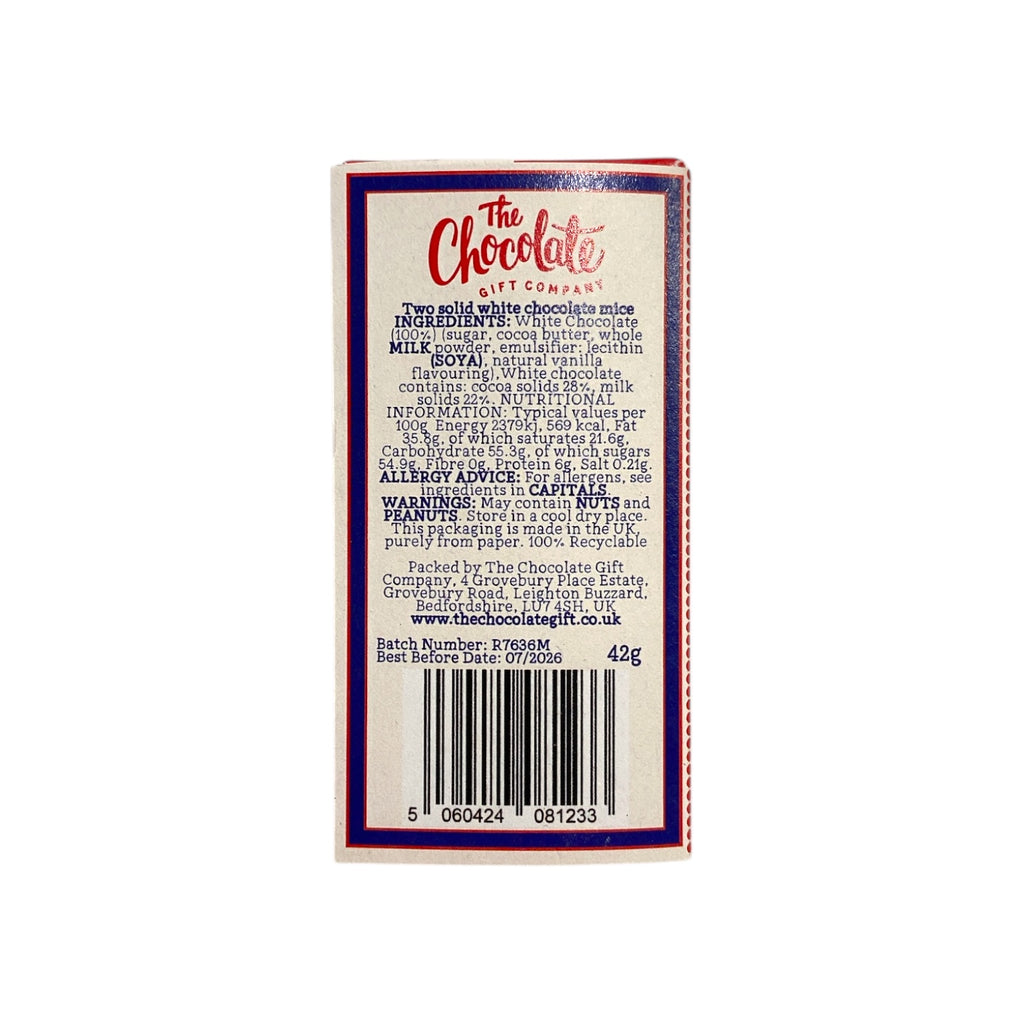 The
Chocolate
GIFT COMPANY
Two solid white chocolate mice
INGREDIENTS: White Chocolate
(100%) (sugar, cocoa butter, whole
MILK powder, emulsifier: lecithin
(SOYA), natural vanilla
flavouring). White chocolate
contains: cocoa solids 28%, milk
solids 22%. NUTRITIONAL
INFORMATION: Typical values per
100g Energy 2379kj, 569 kcal, Fat
35.8g, of which saturates 21.6g,
Carbohydrate 55.3g, of which sugars
54.9g, Fibre 0g, Protein 6g, Salt 0.21g.
ALLERGY ADVICE: For allergens, see
ingredients in CAPITALS.
WARNINGS: May contain NUTS and
PEANUTS. Store in a cool dry place.
This packaging is made in the UK,
purely from paper. 100% Recyclable
Packed by The Chocolate Gift
Company, 4 Grovebury Place Estate,
Grovebury Road, Leighton Buzzard,
Bedfordshire, LU7 4SH, UK
www.thechocolategift.co.uk
Batch Number: R7636M
Best Before Date: 07/2026 42g
5 060424 081233